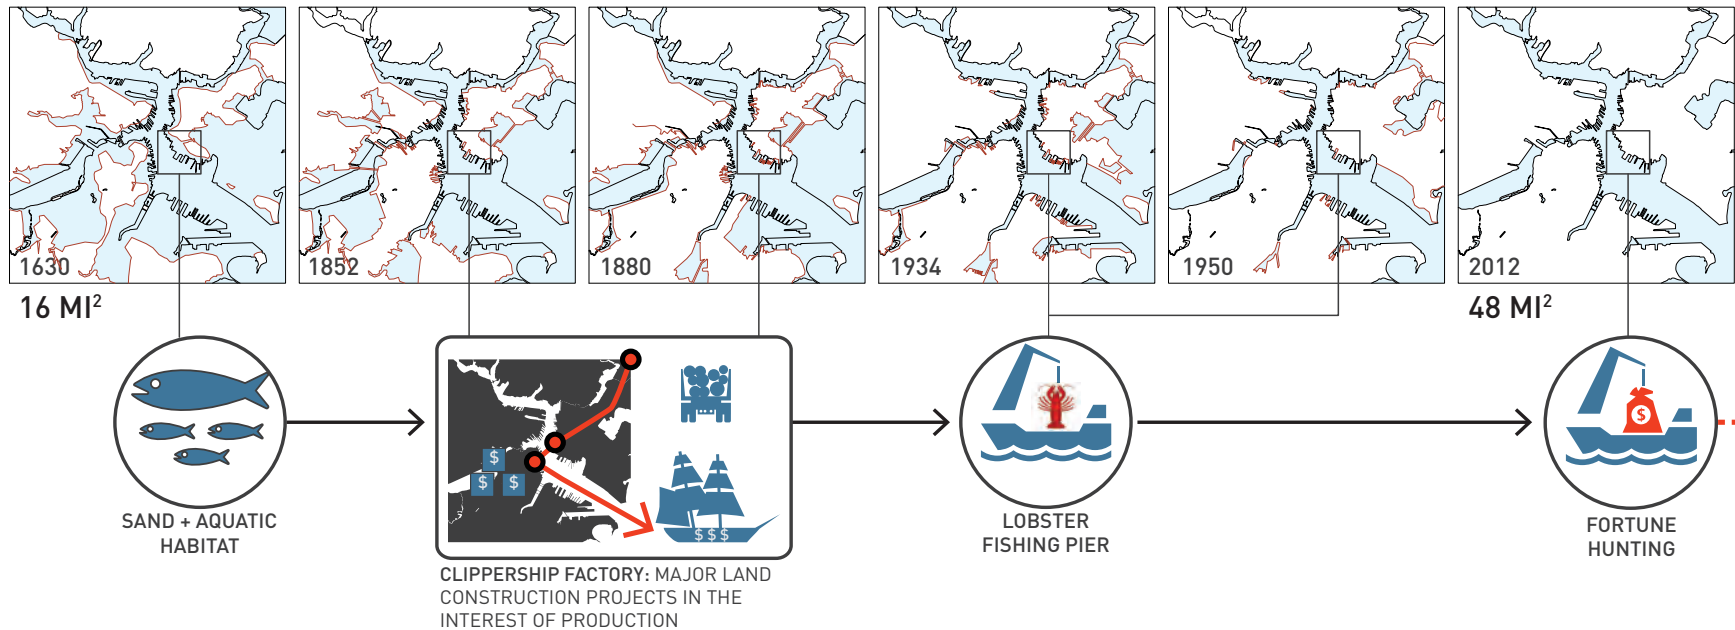 1630
1852
1880
1934
1950
2012
16 MI²
48 MI²
$
$ $
$ $ $
$
SAND + AQUATIC
HABITAT
CLIPPERSHIP FACTORY: MAJOR LAND
CONSTRUCTION PROJECTS IN THE
INTEREST OF PRODUCTION
LOBSTER
FISHING PIER
FORTUNE
HUNTING